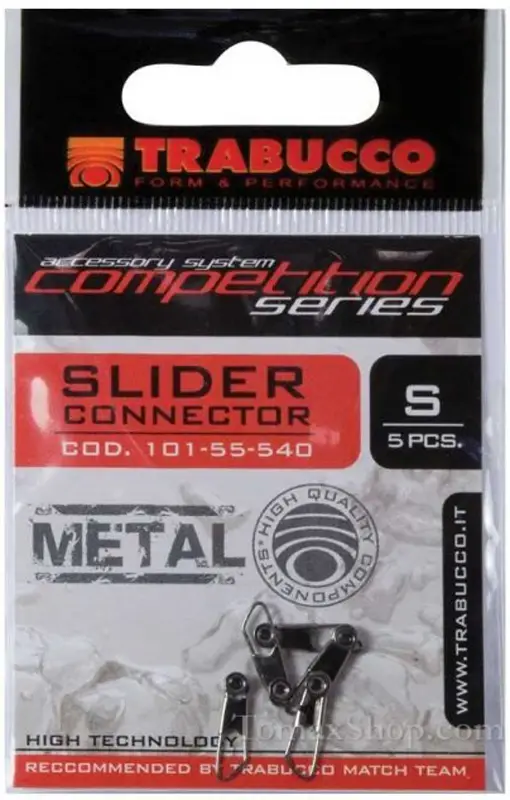 TRABUCCO
FORM & PERFORMANCE
accessory system
competition
series
SLIDER
CONNECTOR
COD. 101-55-540
S
5 PCS.
METAL
HIGH QUALITY COMPONENTS
WWW.TRABUCCO.IT
TomaxShop.com
HIGH TECHNOLOGY
RECCOMMENDED BY TRABUCCO MATCH TEAM